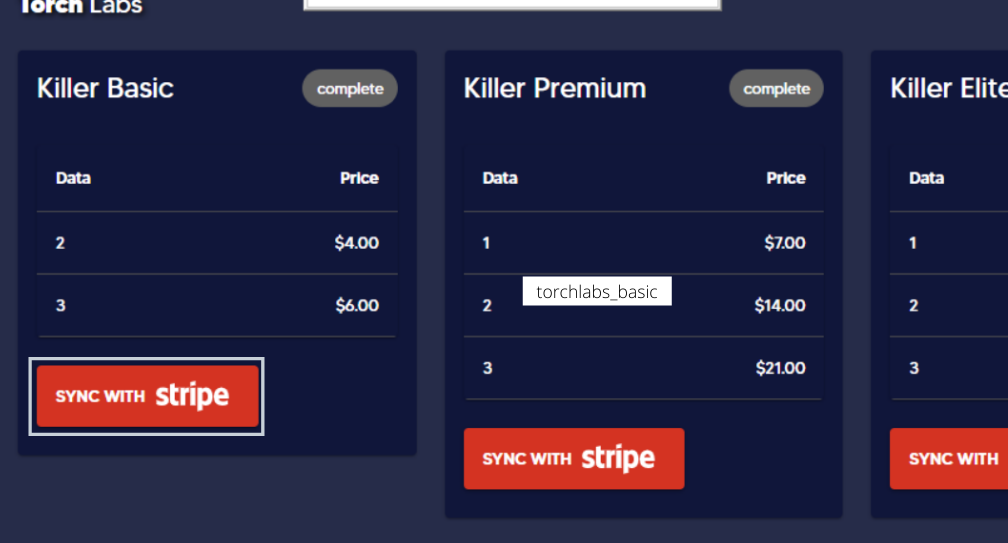 Torch Labs
Killer Basic
complete
Data Price
2 $4.00
3 $6.00
SYNC WITH stripe
Killer Premium
complete
Data Price
1 $7.00
torchlabs_basic
2 $14.00
3 $21.00
SYNC WITH stripe
Killer Elite
Data
1
2
3
SYNC WITH